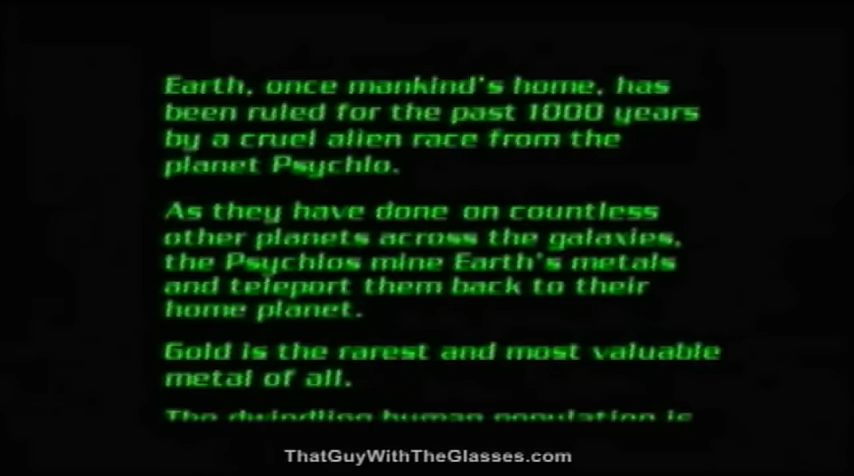 Earth, once mankind's home, has
been ruled for the past 1000 years
by a cruel alien race from the
planet Psychlo.
As they have done on countless
other planets across the galaxies,
the Psychlos mine Earth's metals
and teleport them back to their
home planet.
Gold is the rarest and most valuable
metal of all.
The dwindling human population is
ThatGuyWithTheGlasses.com